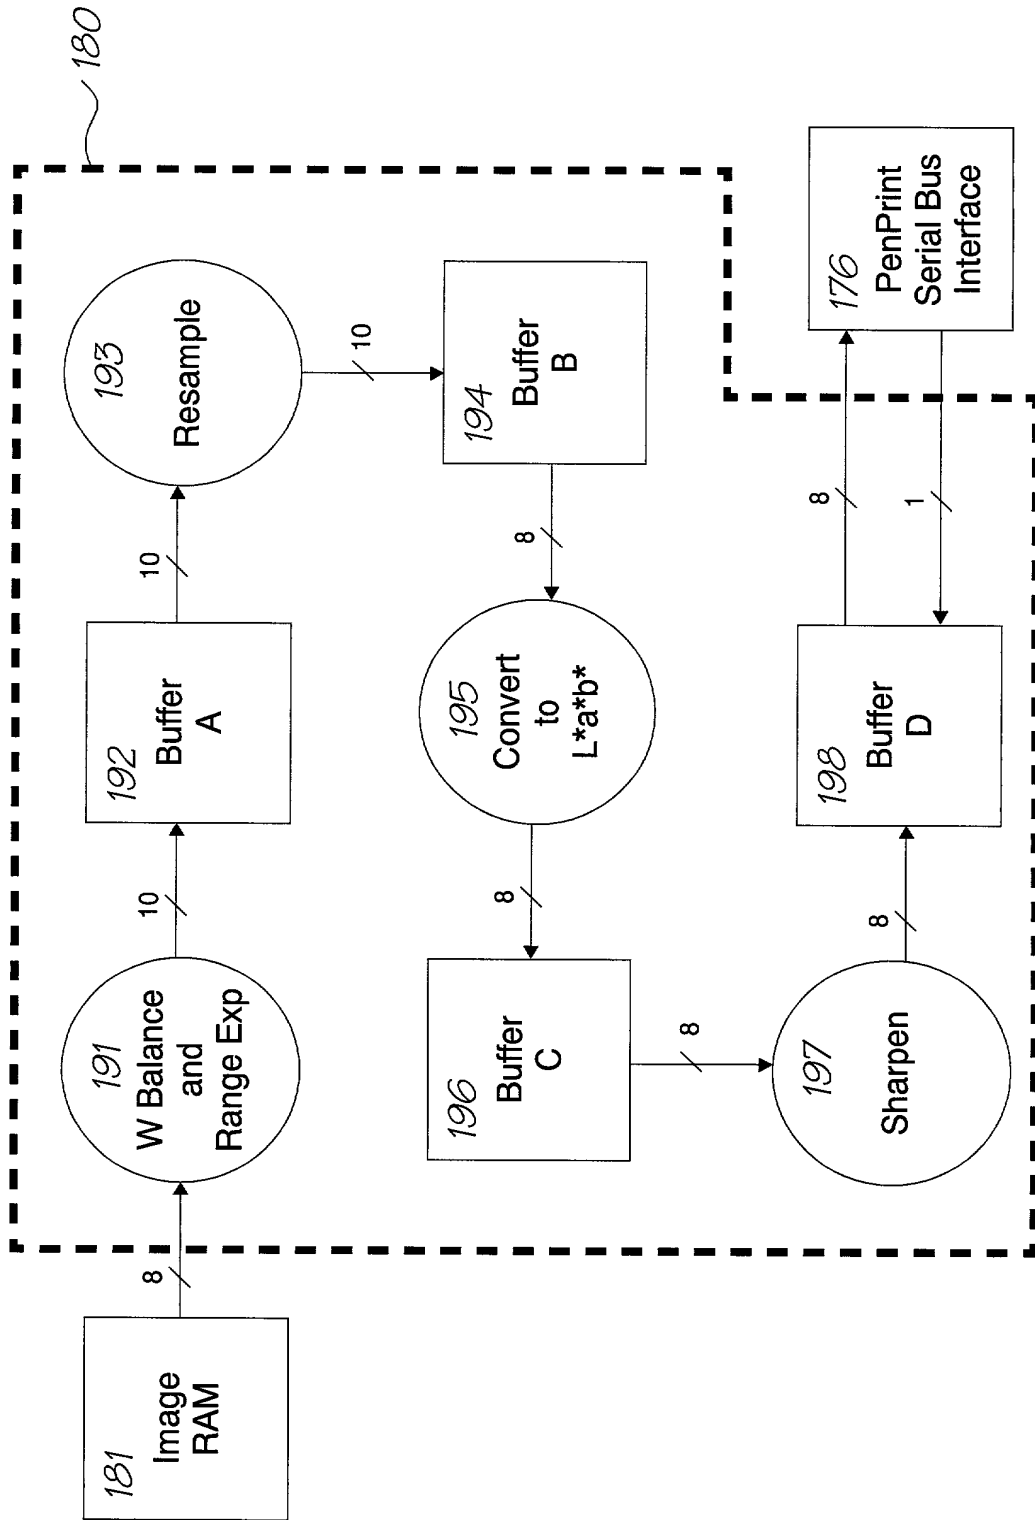 180
181
Image
RAM
8
191
W Balance
and
Range Exp
10
192
Buffer
A
10
193
Resample
10
194
Buffer
B
8
195
Convert
to
L*a*b*
8
196
Buffer
C
8
197
Sharpen
8
198
Buffer
D
8
1
176
PenPrint
Serial Bus
Interface